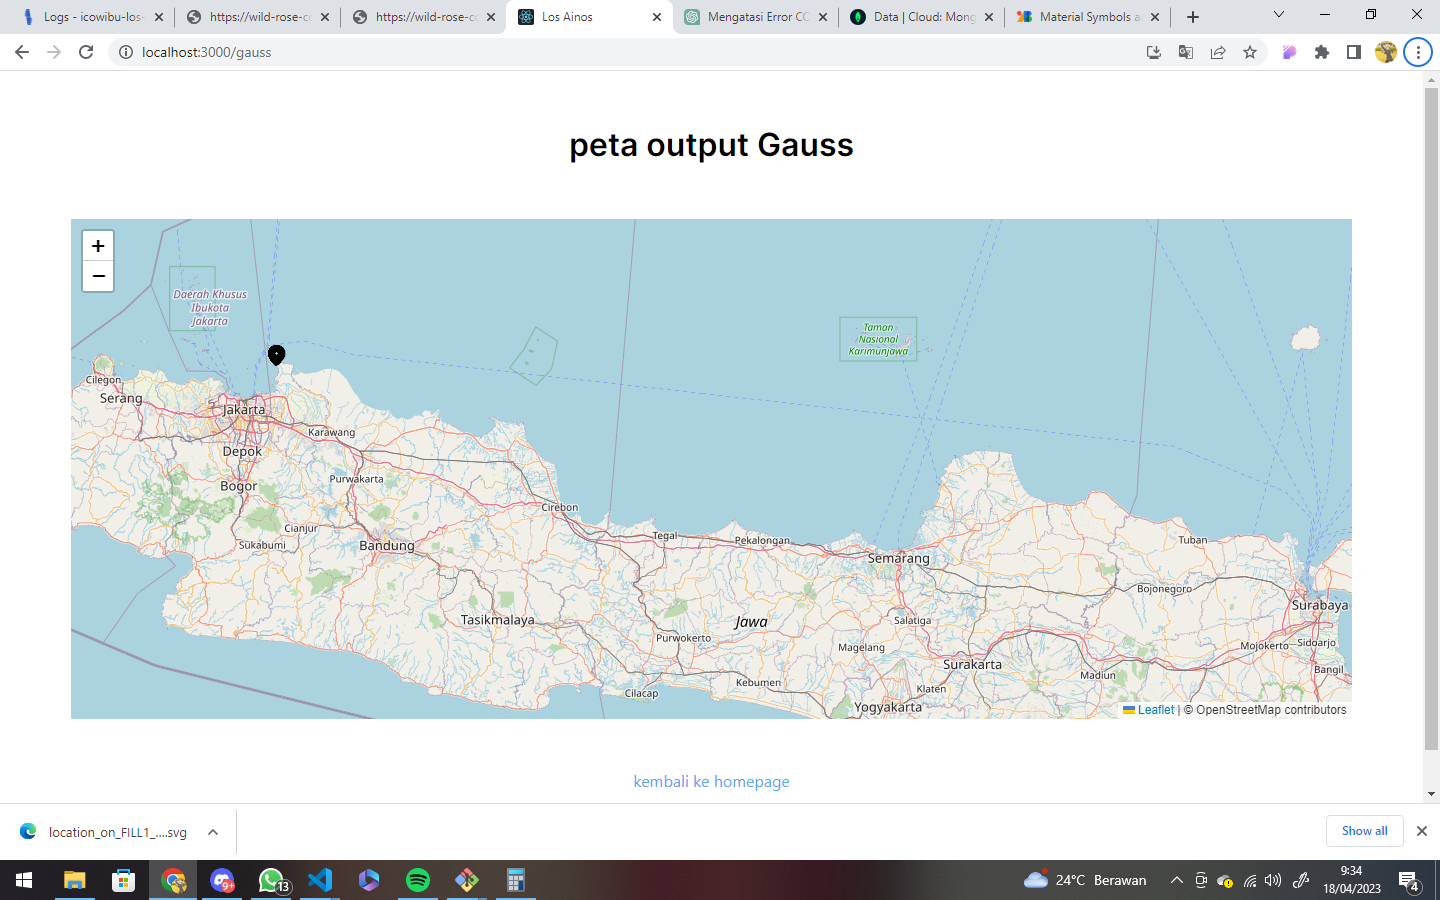 Logs - icowibu-los-
https://wild-rose-co
https://wild-rose-co
Los Ainos
Mengatasi Error CO
Data | Cloud: Mong
Material Symbols a
localhost:3000/gauss
peta output Gauss
+
−
Daerah Khusus
Ibukota
Jakarta
Taman
Nasional
Karimunjawa
Cilegon
Serang
Jakarta
Karawang
Depok
Bogor
Purwakarta
Cianjur
Sukabumi
Bandung
Cirebon
Tegal
Pekalongan
Semarang
Tuban
Bojonegoro
Surabaya
Tasikmalaya
Jawa
Salatiga
Purwokerto
Magelang
Surakarta
Mojokerto
Sidoarjo
Madiun
Bangil
Cilacap
Kebumen
Klaten
Yogyakarta
Leaflet | © OpenStreetMap contributors
kembali ke homepage
location_on_FILL1_....svg
Show all
9+
13
24°C Berawan
9:34
18/04/2023
4